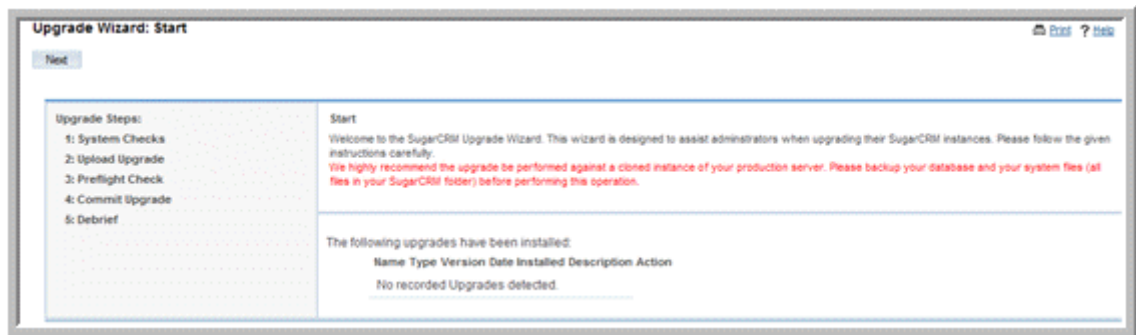 Upgrade Wizard: Start
Print ? Help
Next
Upgrade Steps:
1: System Checks
2: Upload Upgrade
3: Preflight Check
4: Commit Upgrade
5: Debrief
Start
Welcome to the SugarCRM Upgrade Wizard. This wizard is designed to assist adminstrators when upgrading their SugarCRM instances. Please follow the given
instructions carefully.
We highly recommend the upgrade be performed against a cloned instance of your production server. Please backup your database and your system files (all
files in your SugarCRM folder) before performing this operation.
The following upgrades have been installed:
Name Type Version Date Installed Description Action
No recorded Upgrades detected.